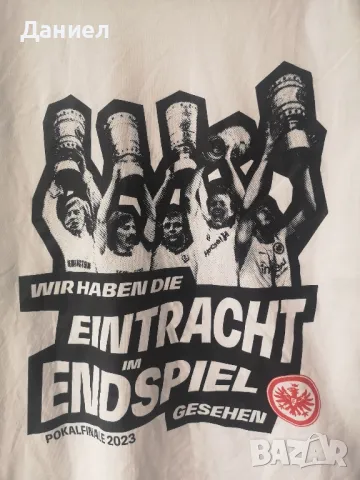 Даниел
WIR HABEN DIE
EINTRACHT
IM
ENDSPIEL
GESEHEN
POKALFINALE 2023
BAZAR